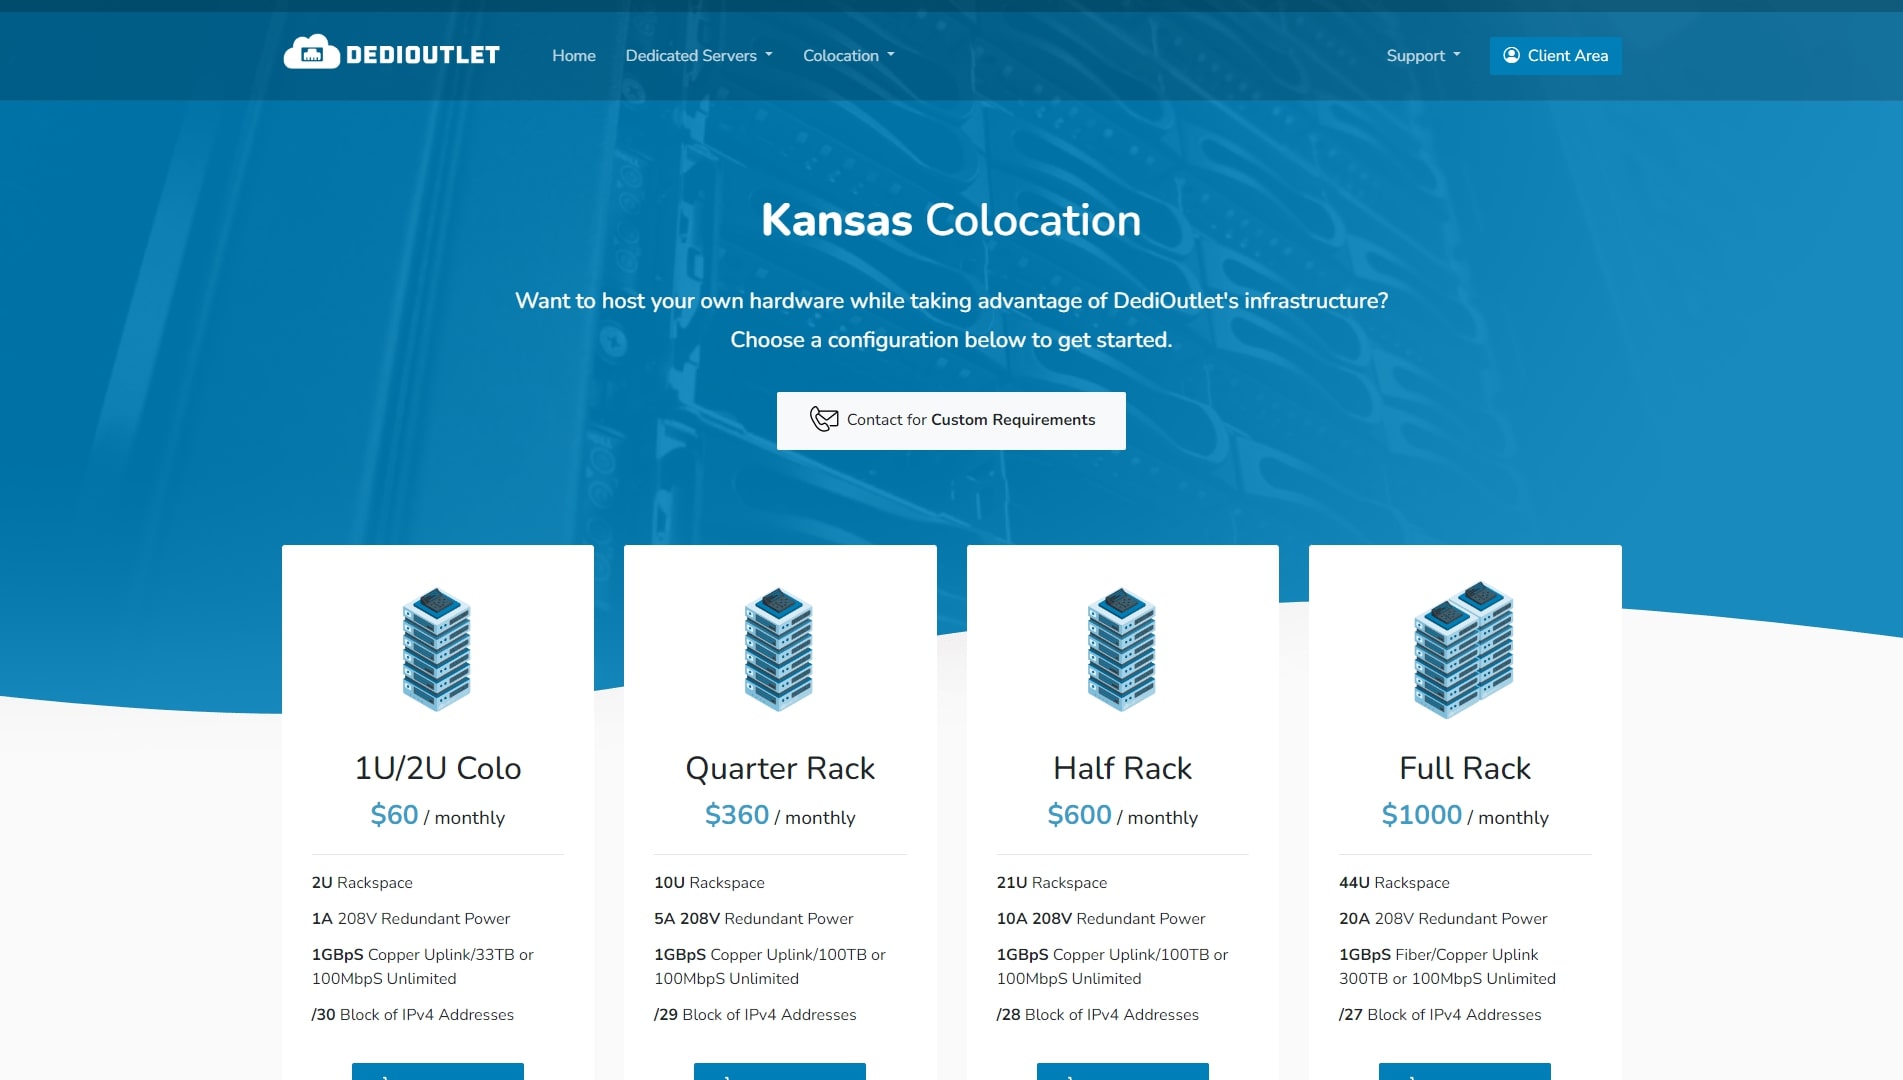 DEDIOUTLET
Home
Dedicated Servers
Colocation
Support
Client Area
Kansas Colocation
Want to host your own hardware while taking advantage of DediOutlet's infrastructure?
Choose a configuration below to get started.
Contact for Custom Requirements
1U/2U Colo
$60 / monthly
2U Rackspace
1A 208V Redundant Power
1GBpS Copper Uplink/33TB or
100MbpS Unlimited
/30 Block of IPv4 Addresses
Quarter Rack
$360 / monthly
10U Rackspace
5A 208V Redundant Power
1GBpS Copper Uplink/100TB or
100MbpS Unlimited
/29 Block of IPv4 Addresses
Half Rack
$600 / monthly
21U Rackspace
10A 208V Redundant Power
1GBpS Copper Uplink/100TB or
100MbpS Unlimited
/28 Block of IPv4 Addresses
Full Rack
$1000 / monthly
44U Rackspace
20A 208V Redundant Power
1GBpS Fiber/Copper Uplink
300TB or 100MbpS Unlimited
/27 Block of IPv4 Addresses